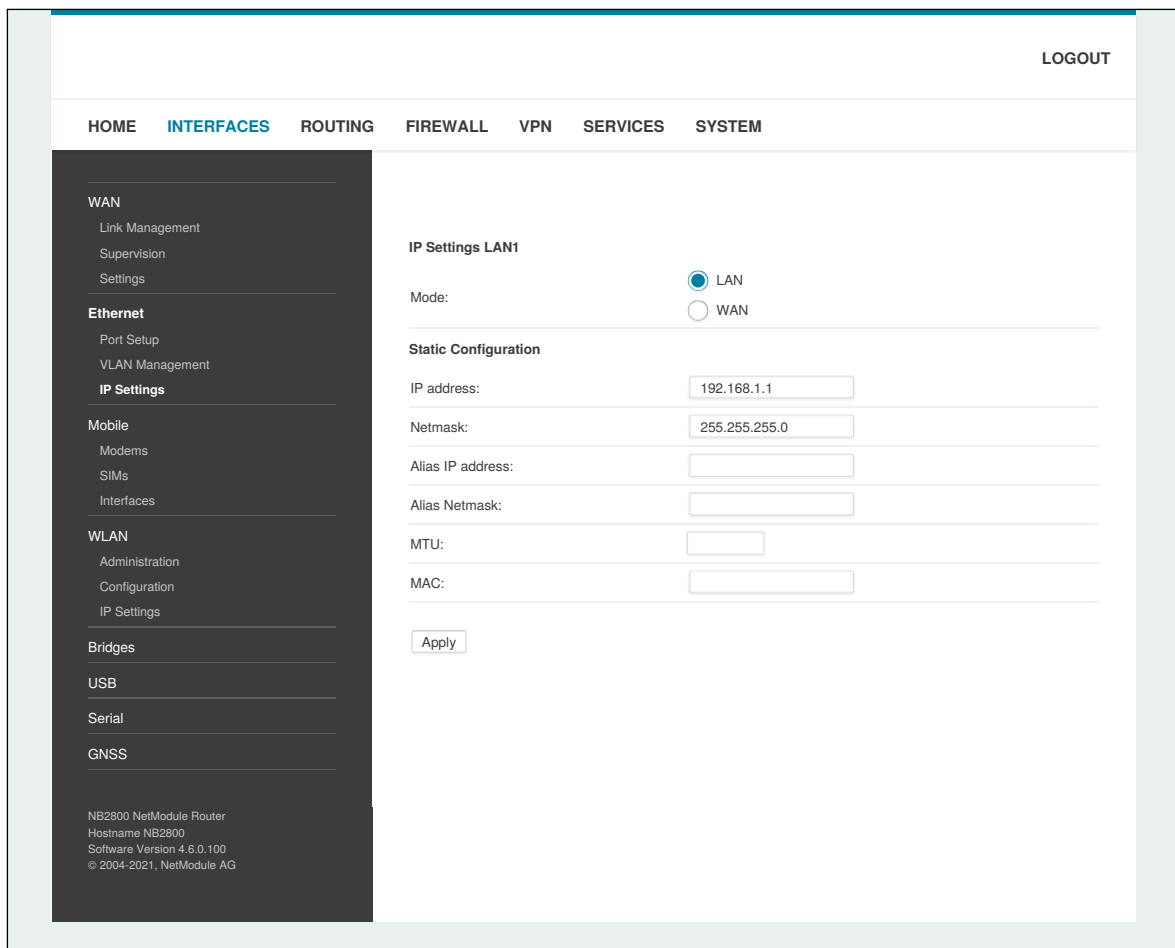 LOGOUT
HOME INTERFACES ROUTING FIREWALL VPN SERVICES SYSTEM
WAN
Link Management
Supervision
Settings
Ethernet
Port Setup
VLAN Management
IP Settings
Mobile
Modems
SIMs
Interfaces
WLAN
Administration
Configuration
IP Settings
Bridges
USB
Serial
GNSS
NB2800 NetModule Router
Hostname NB2800
Software Version 4.6.0.100
© 2004-2021, NetModule AG
IP Settings LAN1
Mode:
LAN
WAN
Static Configuration
IP address: 192.168.1.1
Netmask: 255.255.255.0
Alias IP address:
Alias Netmask:
MTU:
MAC:
Apply